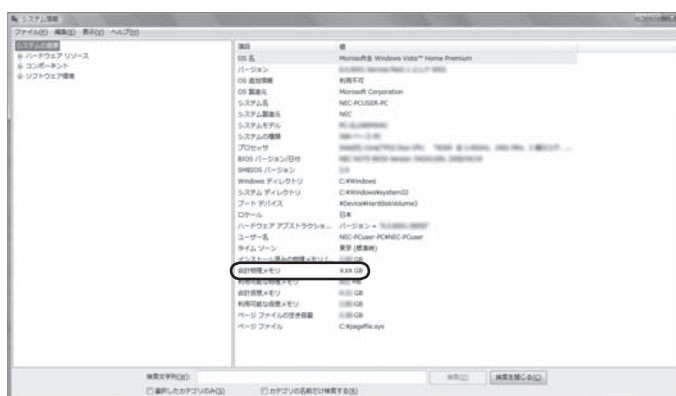 システム情報
ファイル(F) 編集(E) 表示(V) ヘルプ(H)
システムの概要
ハードウェア リソース
コンポーネント
ソフトウェア環境
項目 値
OS 名 Microsoft® Windows Vista™ Home Premium
バージョン
OS 追加情報 利用不可
OS 製造元 Microsoft Corporation
システム名 NEC-PCUSER-PC
システム製造元 NEC
システムモデル
システムの種類
プロセッサ
BIOS バージョン/日付
SMBIOS バージョン
Windows ディレクトリ C:¥Windows
システム ディレクトリ C:¥Windows¥system32
ブート デバイス ¥Device¥HarddiskVolume2
ロケール 日本
ハードウェア アブストラクショ... バージョン =
ユーザー名 NEC-PCuser-PC¥NEC-PCuser
タイム ゾーン 東京 (標準時)
インストール済みの物理メモリ (... GB
合計物理メモリ x.xx GB
利用可能な物理メモリ MB
合計仮想メモリ GB
利用可能な仮想メモリ GB
ページ ファイルの空き容量 GB
ページ ファイル C:¥pagefile.sys
検索文字列(W): 検索(D) 検索を閉じる(C)
選択したカテゴリのみ(S) カテゴリの名前だけ検索する(R)